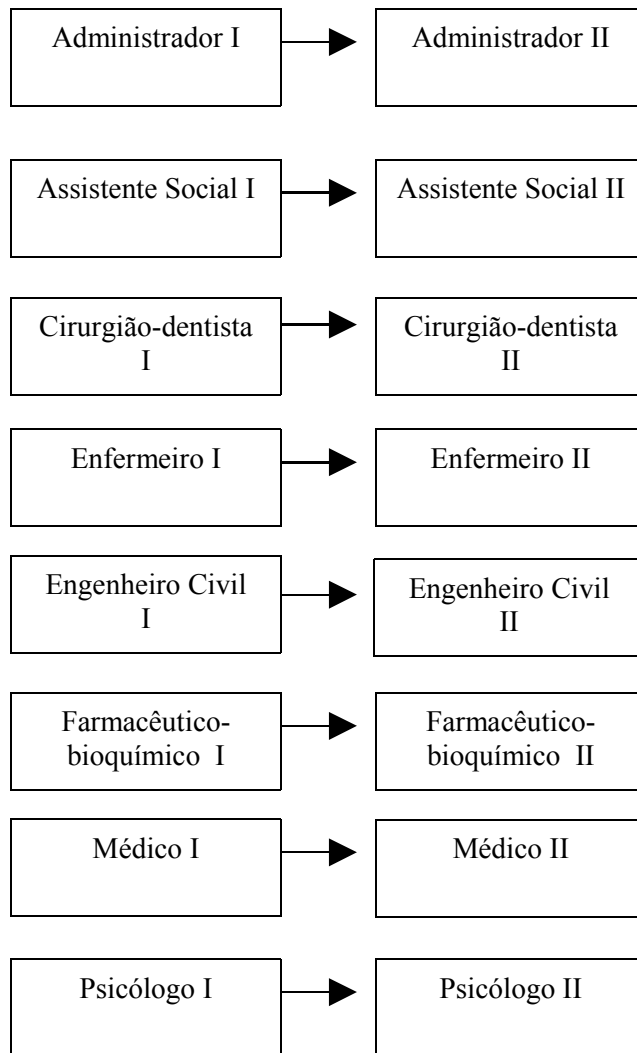 Administrador I
Administrador II
Assistente Social I
Assistente Social II
Cirurgião-dentista
I
Cirurgião-dentista
II
Enfermeiro I
Enfermeiro II
Engenheiro Civil
I
Engenheiro Civil
II
Farmacêutico-
bioquímico I
Farmacêutico-
bioquímico II
Médico I
Médico II
Psicólogo I
Psicólogo II